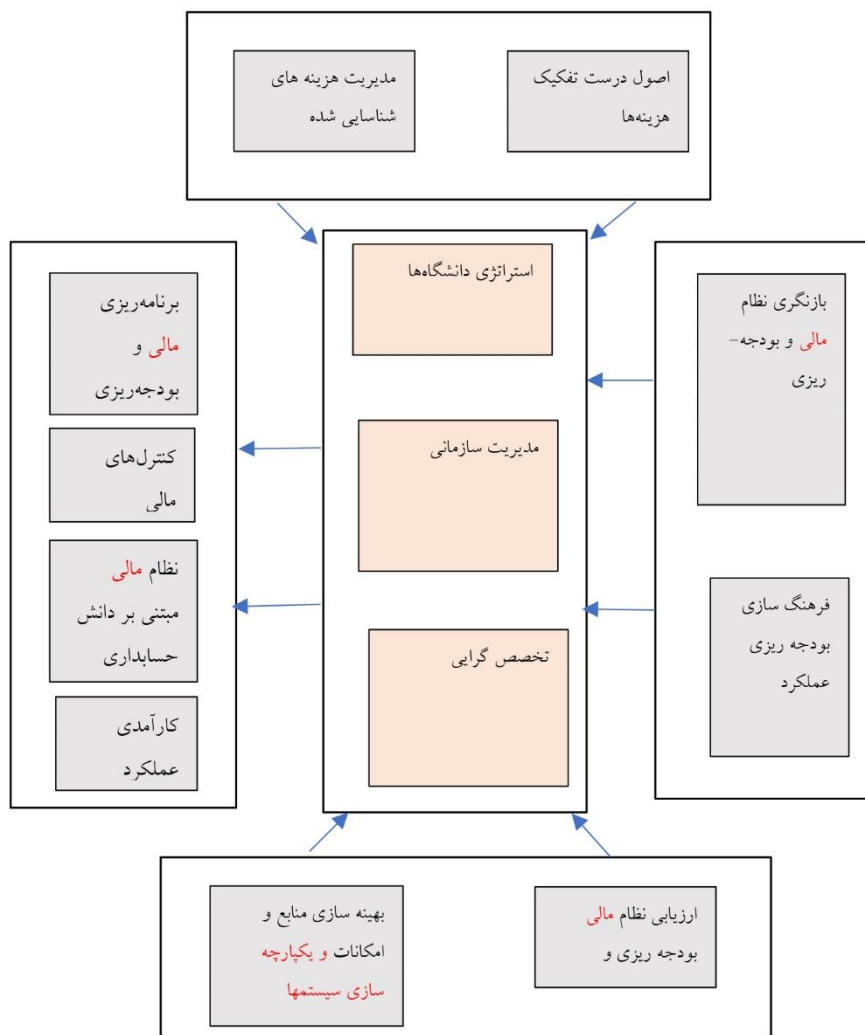 اصول درست تفکیک
هزینه‌ها
مدیریت هزینه های
شناسایی شده
بازنگری نظام
مالی و بودجه-
ریزی
فرهنگ سازی
بودجه ریزی
عملکرد
استراتژی دانشگاه‌ها
مدیریت سازمانی
تخصص گرایی
برنامه‌ریزی
مالی و
بودجه‌ریزی
کنترل‌های
مالی
نظام مالی
مبتنی بر دانش
حسابداری
کارآمدی
عملکرد
ارزیابی نظام مالی
بودجه ریزی و
بهینه سازی منابع و
امکانات و یکپارچه
سازی سیستمها